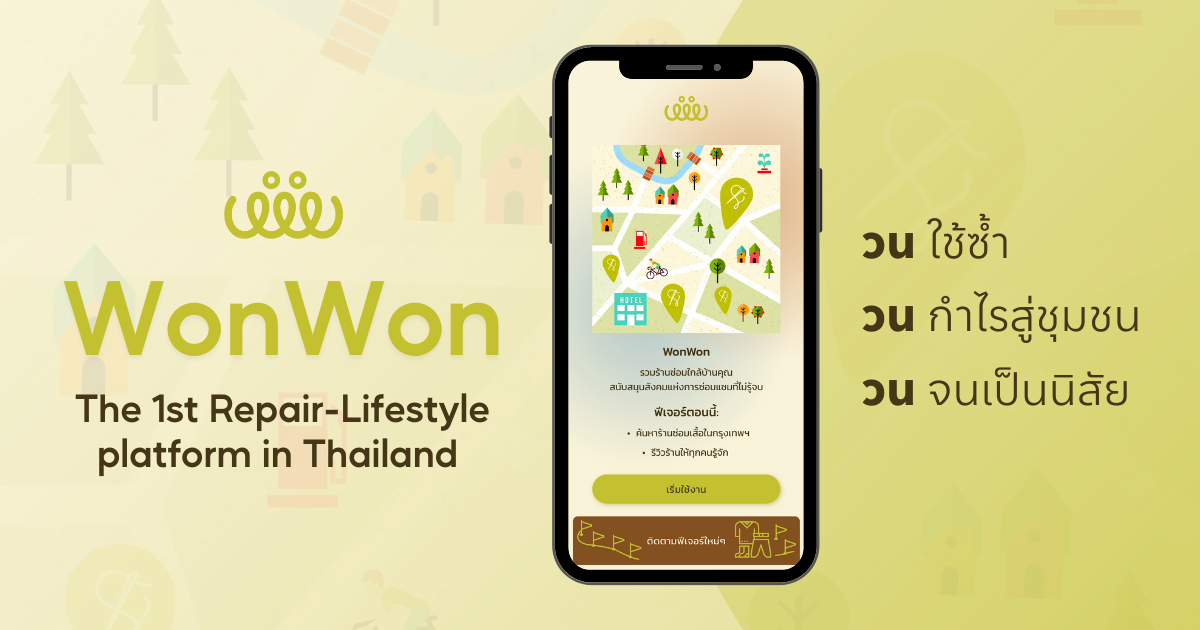 WonWon
The 1st Repair-Lifestyle
platform in Thailand
HOTEL
WonWon
รวมร้านซ่อมใกล้บ้านคุณ
สนับสนุนสังคมแห่งการซ่อมแซมที่ไม่รู้จบ
ฟีเจอร์ตอนนี้:
• ค้นหาร้านซ่อมเสื้อในกรุงเทพฯ
• รีวิวร้านให้ทุกคนรู้จัก
เริ่มใช้งาน
ติดตามฟีเจอร์ใหม่ๆ
วน ใช้ซ้ำ
วน กำไรสู่ชุมชน
วน จนเป็นนิสัย